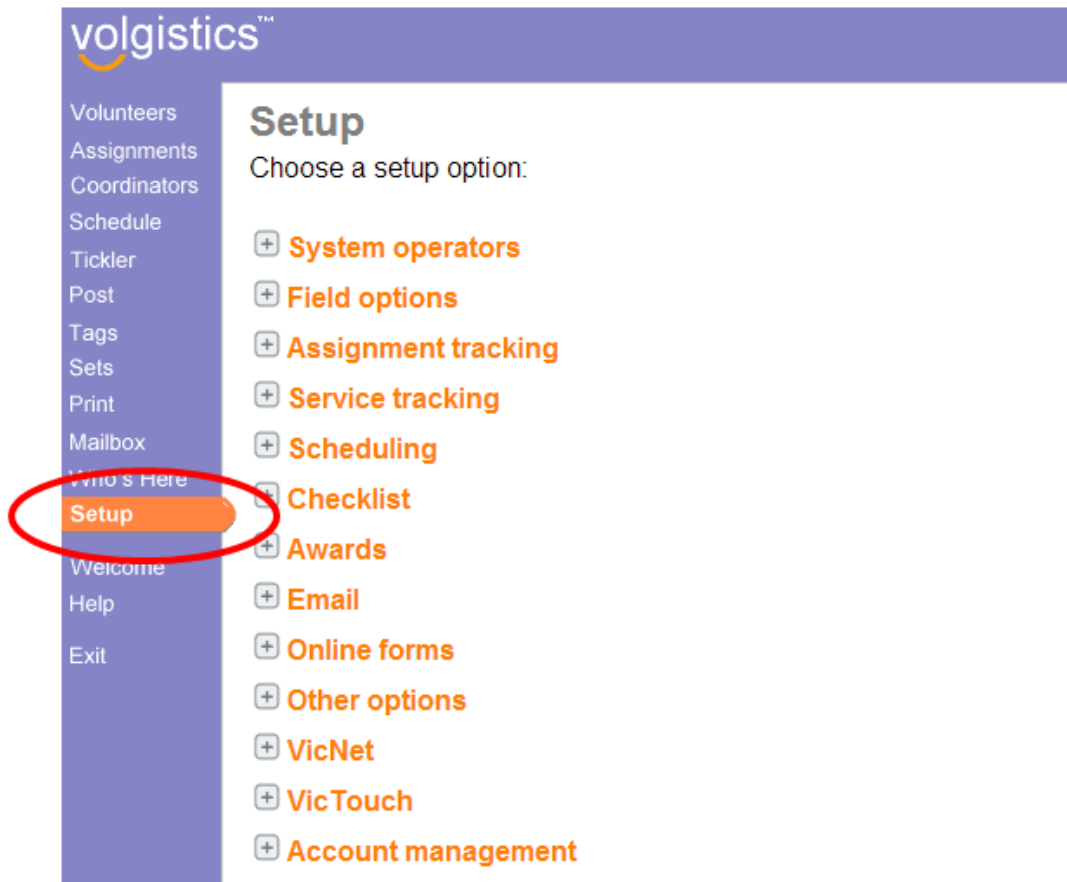 volgistics™
Volunteers
Assignments
Coordinators
Schedule
Tickler
Post
Tags
Sets
Print
Mailbox
Who's Here
Setup
Welcome
Help
Exit
Setup
Choose a setup option:
System operators
Field options
Assignment tracking
Service tracking
Scheduling
Checklist
Awards
Email
Online forms
Other options
VicNet
VicTouch
Account management